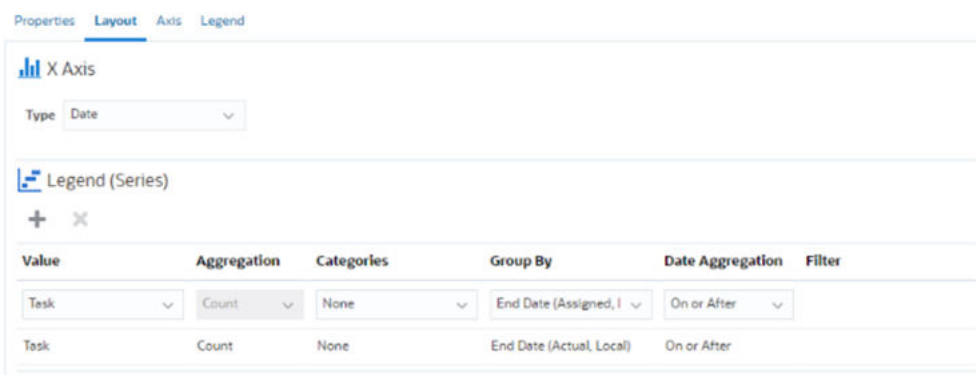 Properties Layout Axis Legend
X Axis
Type Date
Legend (Series)
Value Aggregation Categories Group By Date Aggregation Filter
Task Count None End Date (Assigned, On or After
Task Count None End Date (Actual, Local) On or After